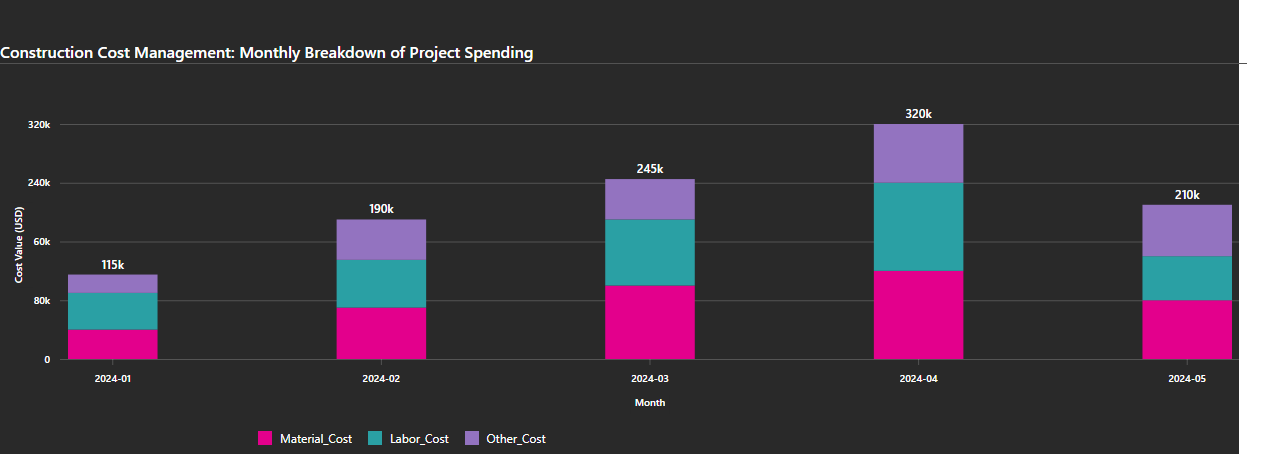 Construction Cost Management: Monthly Breakdown of Project Spending
320k
320k
245k
240k
210k
190k
60k
115k
80k
0
Cost Value (USD)
2024-01 2024-02 2024-03 2024-04 2024-05
Month
Material_Cost Labor_Cost Other_Cost